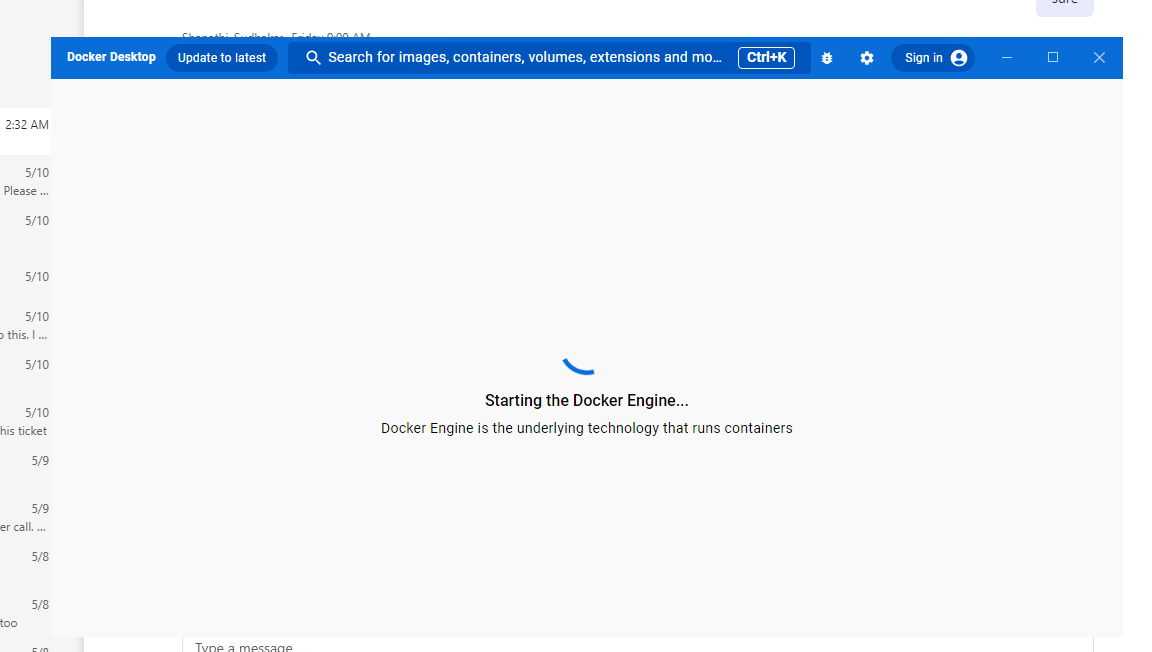 sure
Shanathi, Sudhakar Friday 9:09 AM
Docker Desktop
Update to latest
Search for images, containers, volumes, extensions and mo...
Ctrl+K
Sign in
2:32 AM
5/10
Please ...
5/10
5/10
5/10
o this. I ...
5/10
5/10
his ticket
5/9
5/9
er call. ...
5/8
5/8
too
5/8
Starting the Docker Engine...
Docker Engine is the underlying technology that runs containers
Type a message